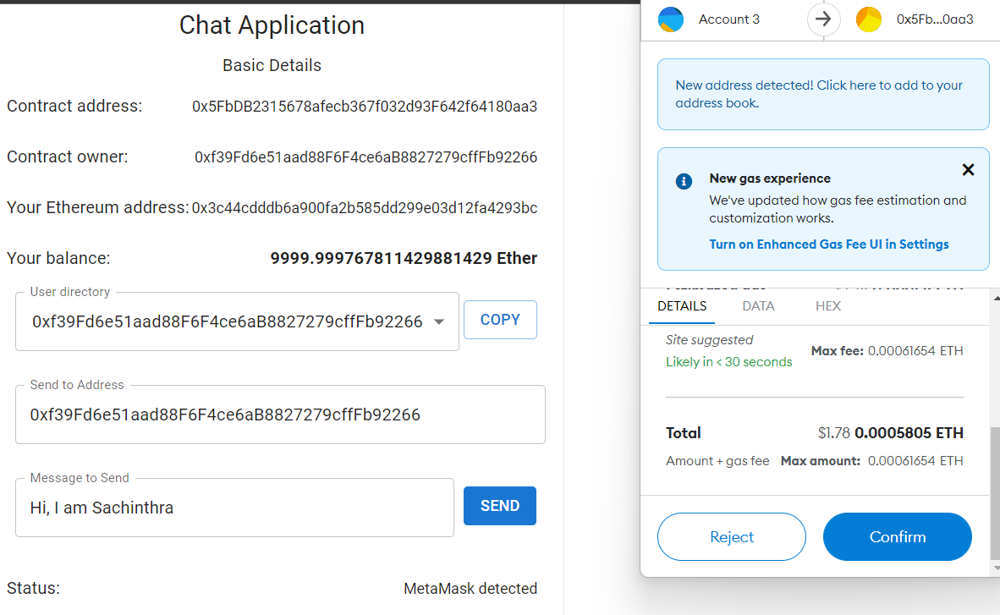 Chat Application
Basic Details
Contract address: 0x5FbDB2315678afecb367f032d93F642f64180aa3
Contract owner: 0xf39Fd6e51aad88F6F4ce6aB8827279cffFb92266
Your Ethereum address: 0x3c44cdddb6a900fa2b585dd299e03d12fa4293bc
Your balance: 9999.999767811429881429 Ether
User directory
0xf39Fd6e51aad88F6F4ce6aB8827279cffFb92266
COPY
Send to Address
0xf39Fd6e51aad88F6F4ce6aB8827279cffFb92266
Message to Send
Hi, I am Sachinthra
SEND
Status: MetaMask detected
Account 3
0x5Fb...0aa3
New address detected! Click here to add to your
address book.
New gas experience
We've updated how gas fee estimation and
customization works.
Turn on Enhanced Gas Fee UI in Settings
DETAILS DATA HEX
Site suggested
Likely in < 30 seconds
Max fee: 0.00061654 ETH
Total $1.78 0.0005805 ETH
Amount + gas fee Max amount: 0.00061654 ETH
Reject
Confirm